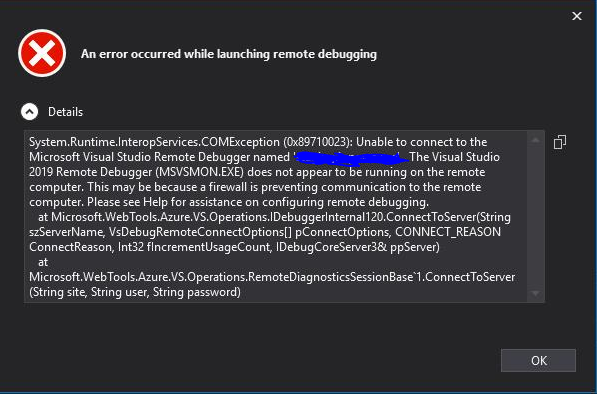 An error occurred while launching remote debugging
Details
System.Runtime.InteropServices.COMException (0x89710023): Unable to connect to the
Microsoft Visual Studio Remote Debugger named '. The Visual Studio
2019 Remote Debugger (MSVSMON.EXE) does not appear to be running on the remote
computer. This may be because a firewall is preventing communication to the remote
computer. Please see Help for assistance on configuring remote debugging.
at Microsoft.WebTools.Azure.VS.Operations.IDebuggerInternal120.ConnectToServer(String
szServerName, VsDebugRemoteConnectOptions[] pConnectOptions, CONNECT_REASON
ConnectReason, Int32 fIncrementUsageCount, IDebugCoreServer3& ppServer)
at
Microsoft.WebTools.Azure.VS.Operations.RemoteDiagnosticsSessionBase`1.ConnectToServer
(String site, String user, String password)
OK